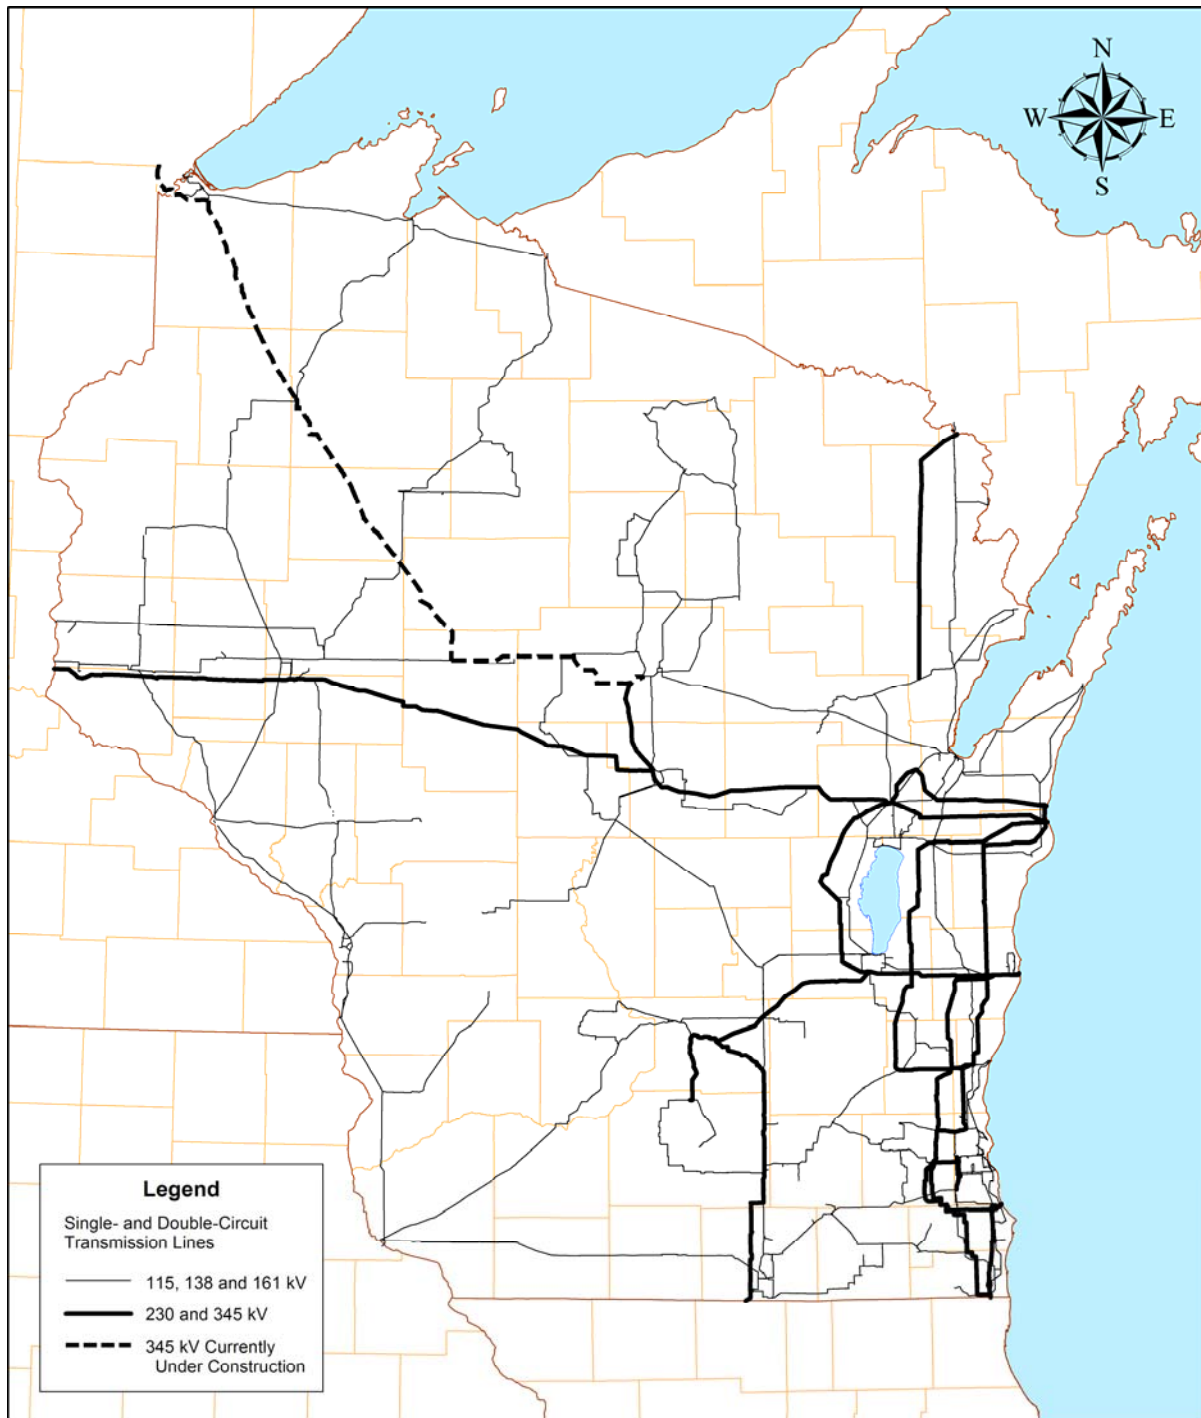 N
W E
S
Legend
Single- and Double-Circuit
Transmission Lines
115, 138 and 161 kV
230 and 345 kV
345 kV Currently
Under Construction